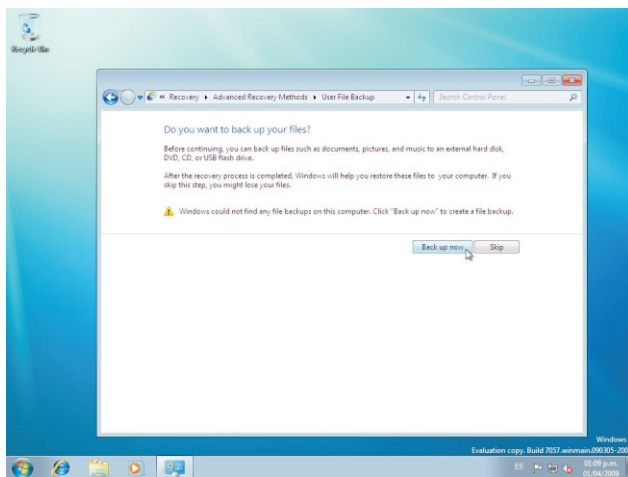 Recycle Bin
« Recovery ▸ Advanced Recovery Methods ▸ User File Backup
Search Control Panel
Do you want to back up your files?
Before continuing, you can back up files such as documents, pictures, and music to an external hard disk,
DVD, CD, or USB flash drive.
After the recovery process is completed, Windows will help you restore these files to your computer. If you
skip this step, you might lose your files.
Windows could not find any file backups on this computer. Click "Back up now" to create a file backup.
Back up now
Skip
Windows
Evaluation copy. Build 7057.winmain.090305-200
ES
01:09 p.m.
01/04/2009